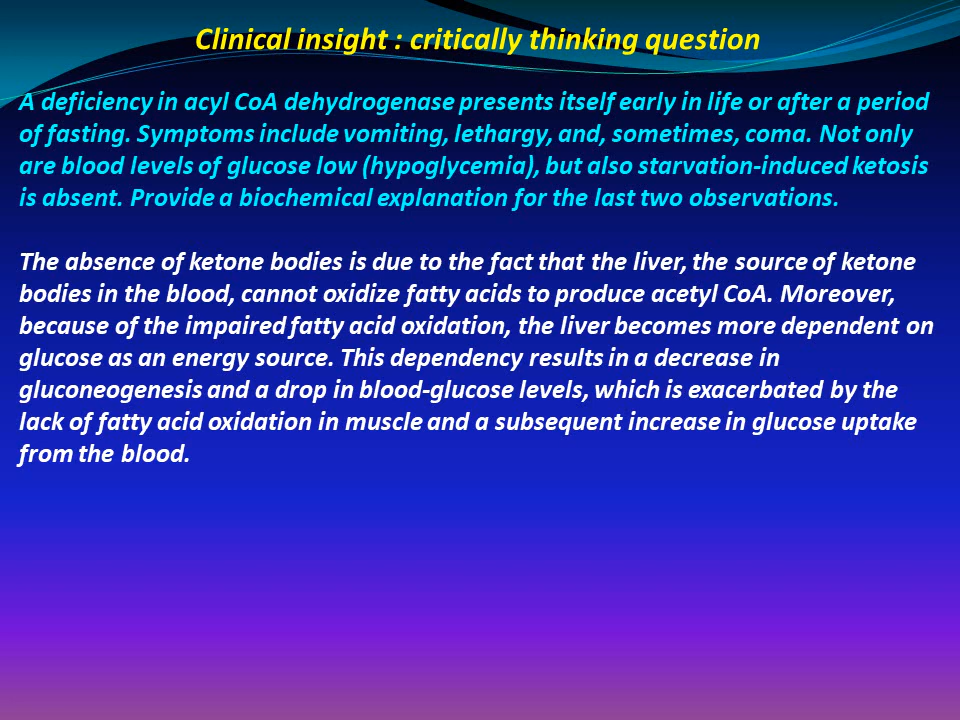 Clinical insight : critically thinking question
A deficiency in acyl CoA dehydrogenase presents itself early in life or after a period
of fasting. Symptoms include vomiting, lethargy, and, sometimes, coma. Not only
are blood levels of glucose low (hypoglycemia), but also starvation-induced ketosis
is absent. Provide a biochemical explanation for the last two observations.
The absence of ketone bodies is due to the fact that the liver, the source of ketone
bodies in the blood, cannot oxidize fatty acids to produce acetyl CoA. Moreover,
because of the impaired fatty acid oxidation, the liver becomes more dependent on
glucose as an energy source. This dependency results in a decrease in
gluconeogenesis and a drop in blood-glucose levels, which is exacerbated by the
lack of fatty acid oxidation in muscle and a subsequent increase in glucose uptake
from the blood.